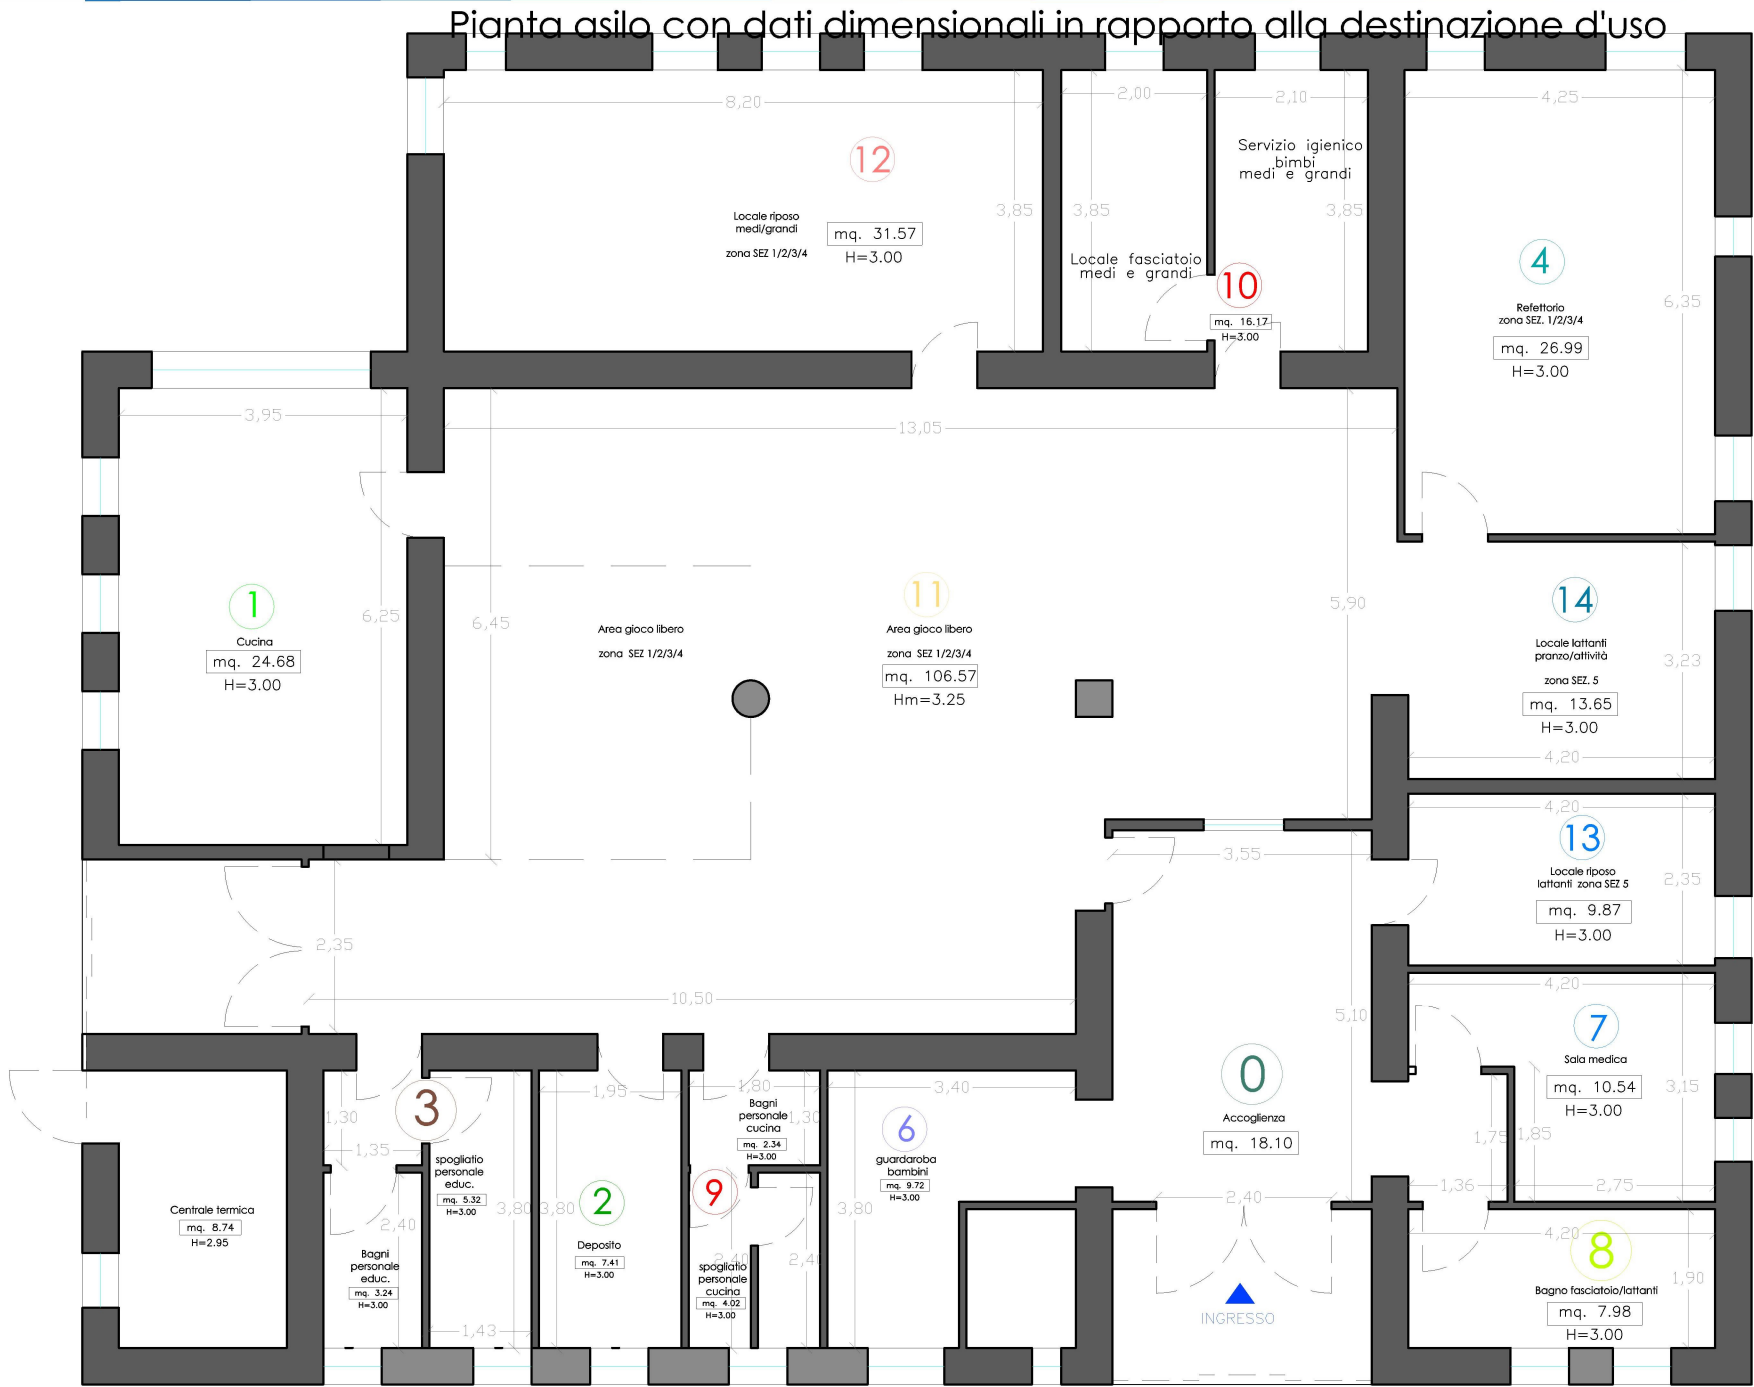 Pianta asilo con dati dimensionali in rapporto alla destinazione d'uso
8,20
2,00
2,10
4,25
12
Servizio igienico
bimbi
medi e grandi
Locale riposo
medi/grandi
zona SEZ 1/2/3/4
mq. 31.57
H=3.00
3,85
3,85
3,85
Locale fasciatoio
medi e grandi
10
mq. 16.17
H=3.00
4
Refettorio
zona SEZ. 1/2/3/4
mq. 26.99
H=3.00
6,35
3,95
13,05
1
Cucina
mq. 24.68
H=3.00
6,25
6,45
Area gioco libero
zona SEZ 1/2/3/4
11
Area gioco libero
zona SEZ 1/2/3/4
mq. 106.57
Hm=3.25
5,90
14
Locale lattanti
pranzo/attività
zona SEZ. 5
mq. 13.65
H=3.00
3,23
4,20
4,20
13
Locale riposo
lattanti zona SEZ 5
mq. 9.87
H=3.00
2,35
3,55
2,35
10,50
4,20
5,10
7
Sala medica
mq. 10.54
H=3.00
3,15
1,75
1,85
1,36
2,75
0
Accoglienza
mq. 18.10
2,40
INGRESSO
4,20
8
Bagno fasciatoio/lattanti
mq. 7.98
H=3.00
1,90
Centrale termica
mq. 8.74
H=2.95
1,30
1,35
3
spogliatio
personale
educ.
mq. 5.32
H=3.00
3,80
2,40
Bagni
personale
educ.
mq. 3.24
H=3.00
1,43
1,95
3,80
2
Deposito
mq. 7.41
H=3.00
1,80
Bagni
personale
cucina
mq. 2.34
H=3.00
1,30
9
2,40
2,40
spogliatio
personale
cucina
mq. 4.02
H=3.00
3,40
6
guardaroba
bambini
mq. 9.72
H=3.00
3,80